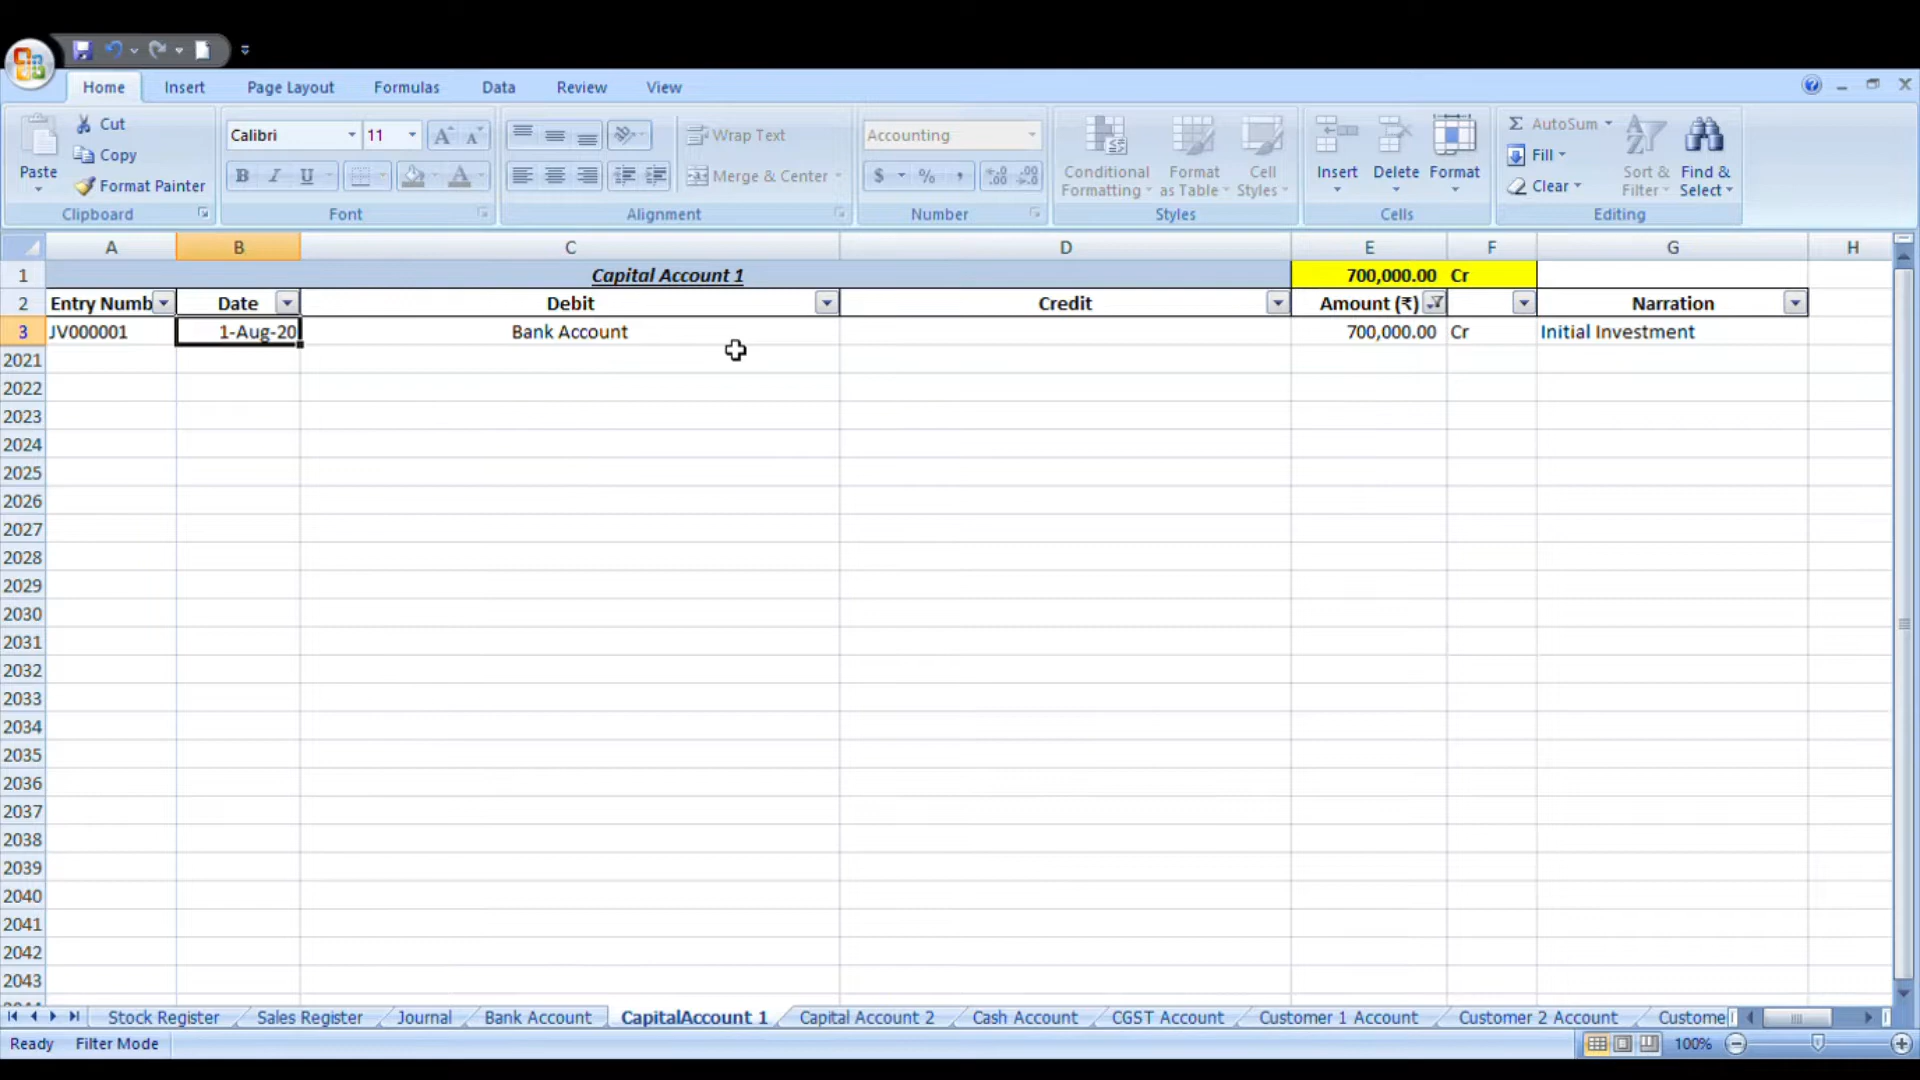 Home Insert Page Layout Formulas Data Review View
Paste
Cut
Copy
Format Painter
Clipboard
Calibri 11
B I U
Font
Wrap Text
Merge & Center
Alignment
Accounting
$ % ,
Number
Conditional Formatting
Format as Table
Cell Styles
Styles
Insert Delete Format
Cells
Σ AutoSum
Fill
Clear
Sort & Filter
Find & Select
Editing
A B C D E F G H
1 Capital Account 1 700,000.00 Cr
2 Entry Numb Date Debit Credit Amount (₹) Narration
3 JV000001 1-Aug-20 Bank Account 700,000.00 Cr Initial Investment
2021
2022
2023
2024
2025
2026
2027
2028
2029
2030
2031
2032
2033
2034
2035
2036
2037
2038
2039
2040
2041
2042
2043
Stock Register Sales Register Journal Bank Account CapitalAccount 1 Capital Account 2 Cash Account CGST Account Customer 1 Account Customer 2 Account Custome
Ready Filter Mode 100%